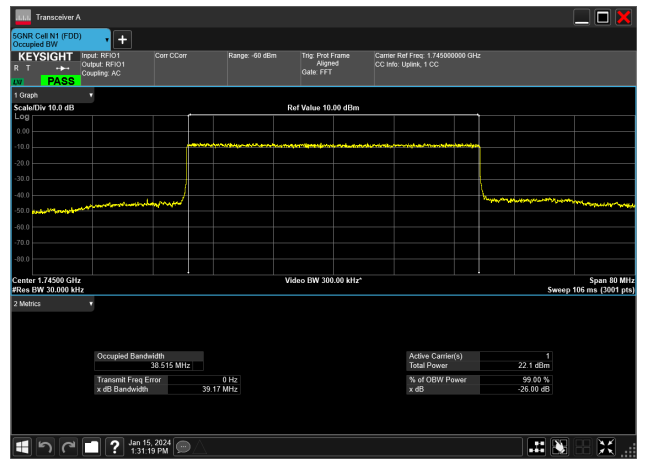 Transceiver A
5GNR Cell N1 (FDD)
Occupied BW
KEYSIGHT
R T
PASS
Input: RFIO1
Output: RFIO1
Coupling: AC
Corr CCorr
Range: -60 dBm
Trig: Prot Frame
Aligned
Gate: FFT
Carrier Ref Freq: 1.745000000 GHz
CC Info: Uplink, 1 CC
1 Graph
Scale/Div 10.0 dB
Ref Value 10.00 dBm
Log
0.00
-10.0
-20.0
-30.0
-40.0
-50.0
-60.0
-70.0
-80.0
Center 1.74500 GHz
Video BW 300.00 kHz*
Span 80 MHz
#Res BW 30.000 kHz
Sweep 106 ms (3001 pts)
2 Metrics
Occupied Bandwidth
38.515 MHz
Transmit Freq Error 0 Hz
x dB Bandwidth 39.17 MHz
Active Carrier(s) 1
Total Power 22.1 dBm
% of OBW Power 99.00 %
x dB -26.00 dB
Jan 15, 2024
1:31:19 PM